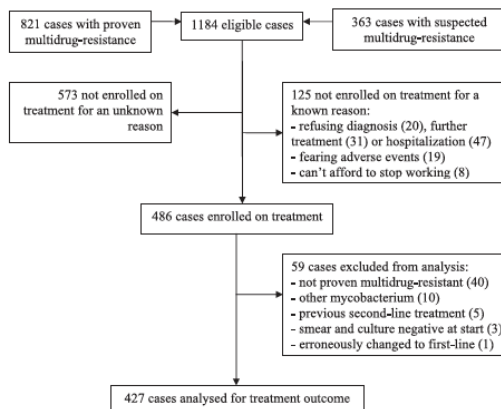 821 cases with proven
multidrug-resistance
1184 eligible cases
363 cases with suspected
multidrug-resistance
573 not enrolled on
treatment for an unknown
reason
125 not enrolled on treatment for a
known reason:
- refusing diagnosis (20), further
treatment (31) or hospitalization (47)
- fearing adverse events (19)
- can't afford to stop working (8)
486 cases enrolled on treatment
59 cases excluded from analysis:
- not proven multidrug-resistant (40)
- other mycobacterium (10)
- previous second-line treatment (5)
- smear and culture negative at start (3)
- erroneously changed to first-line (1)
427 cases analysed for treatment outcome